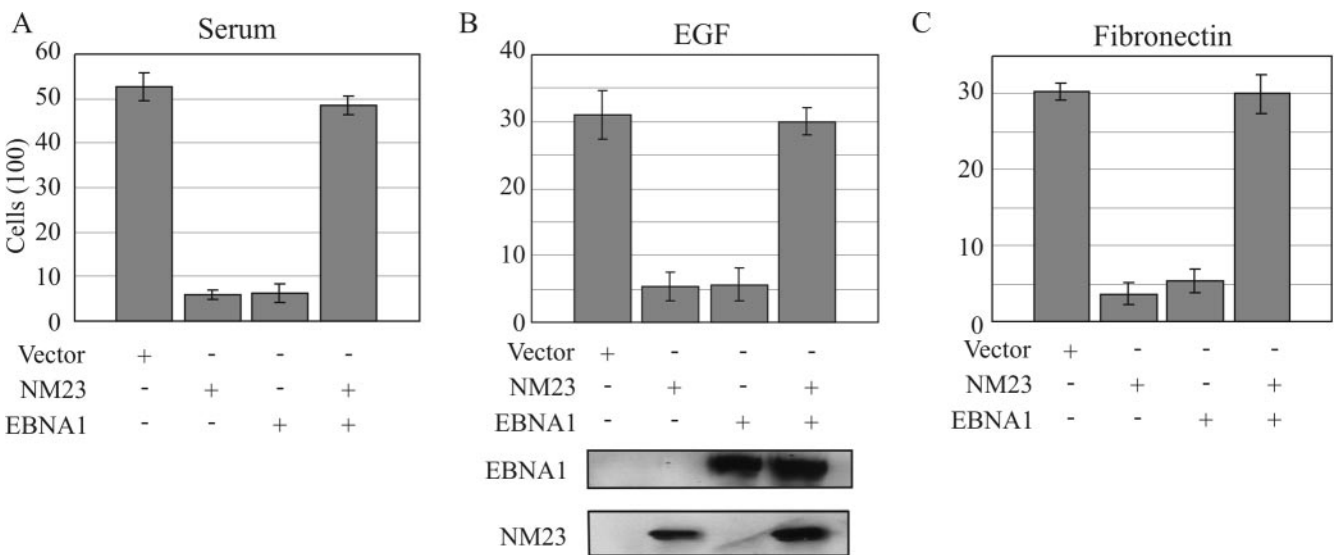 A
Serum
Cells (100)
60
50
40
30
20
10
0
Vector + - - -
NM23 - + - +
EBNA1 - - + +
B
EGF
40
30
20
10
0
Vector + - - -
NM23 - + - +
EBNA1 - - + +
EBNA1
NM23
C
Fibronectin
30
20
10
0
Vector + - - -
NM23 - + - +
EBNA1 - - + +